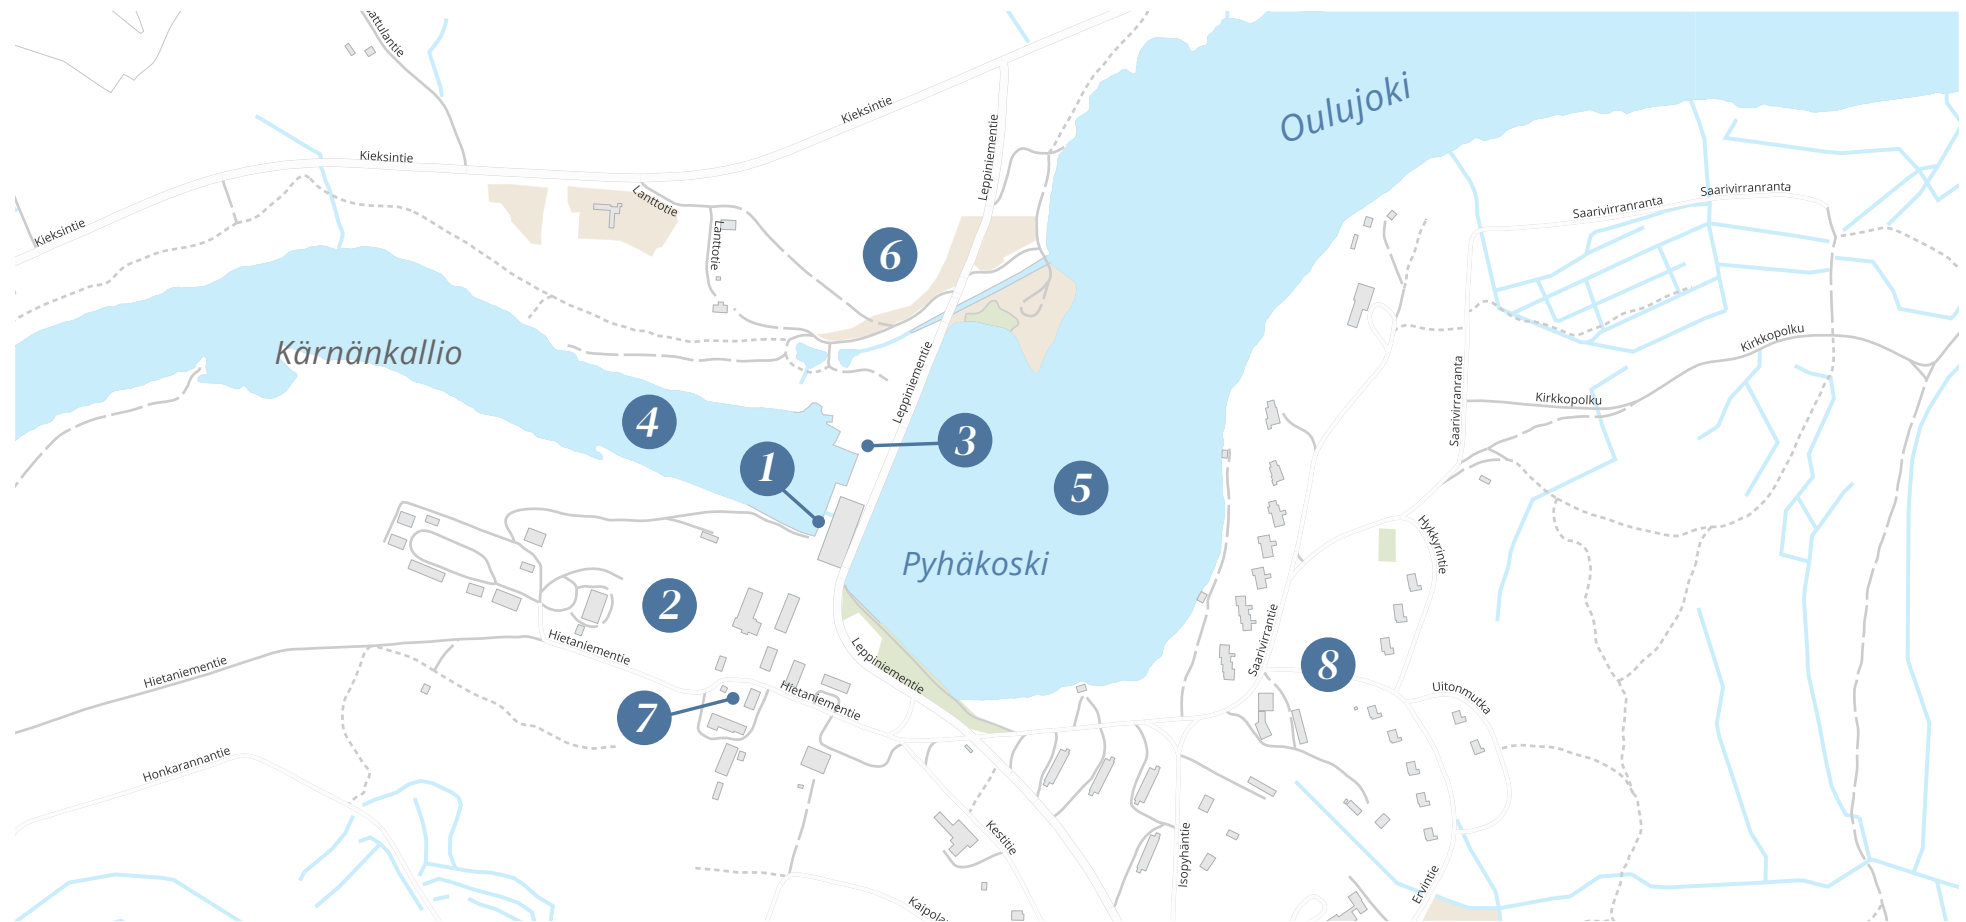 Kieksintie
Kieksintie
Kieksintie
Lanttotie
Lanttotie
Leppiniementie
Oulujoki
Saarivirranranta
Saarivirranranta
6
Kärnänkallio
Leppiniementie
Kirkkopolku
Kirkkopolku
Saarivirranranta
4
3
1
5
Pyhäkoski
Hykkyrintie
2
Hietaniementie
Hietaniementie
Leppiniementie
Saarivirrantie
8
7
Hietaniementie
Uitonmutka
Honkarannantie
Kestitie
Isopyhäntie
Ervintie